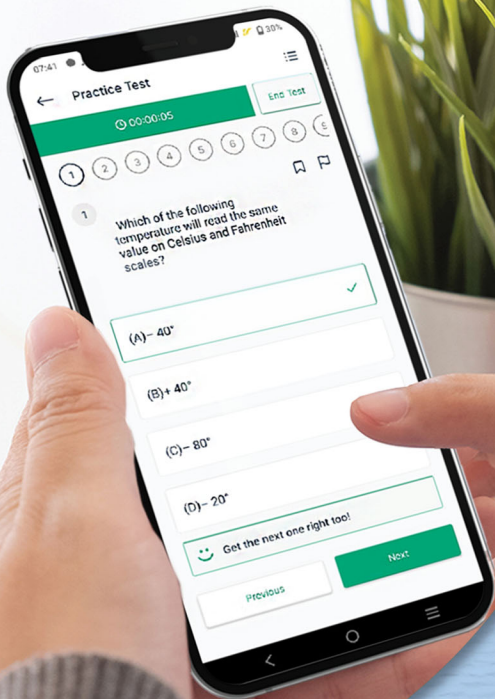 07:41 30%
Practice Test
00:00:05 End Test
1 2 3 4 5 6 7 8 9
1
Which of the following
temperature will read the same
value on Celsius and Fahrenheit
scales?
(A)− 40°
(B)+ 40°
(C)− 80°
(D)− 20°
Get the next one right too!
Previous Next